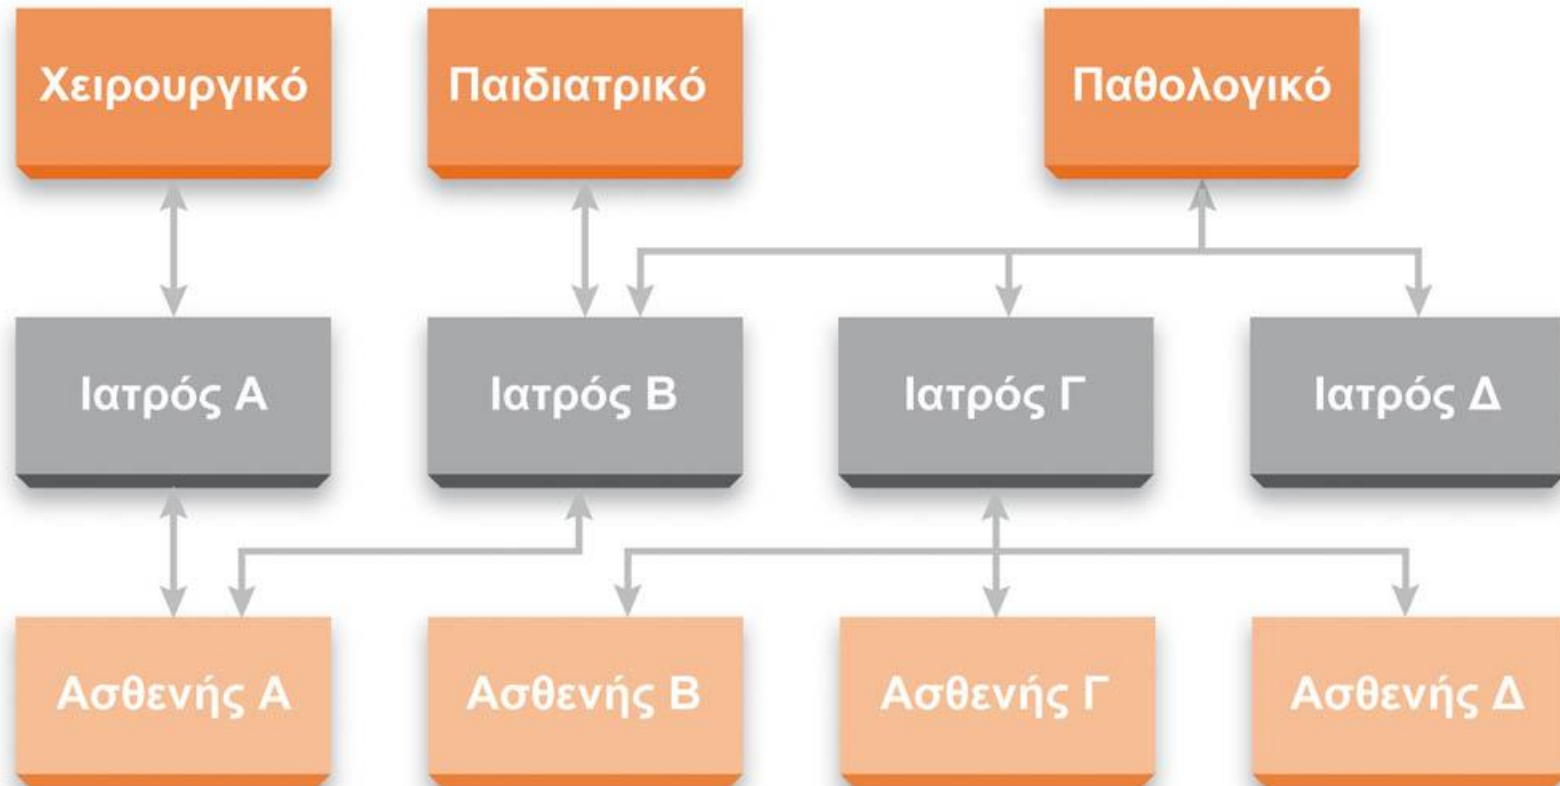 Χειρουργικό
Παιδιατρικό
Παθολογικό
Ιατρός Α
Ιατρός Β
Ιατρός Γ
Ιατρός Δ
Ασθενής Α
Ασθενής Β
Ασθενής Γ
Ασθενής Δ